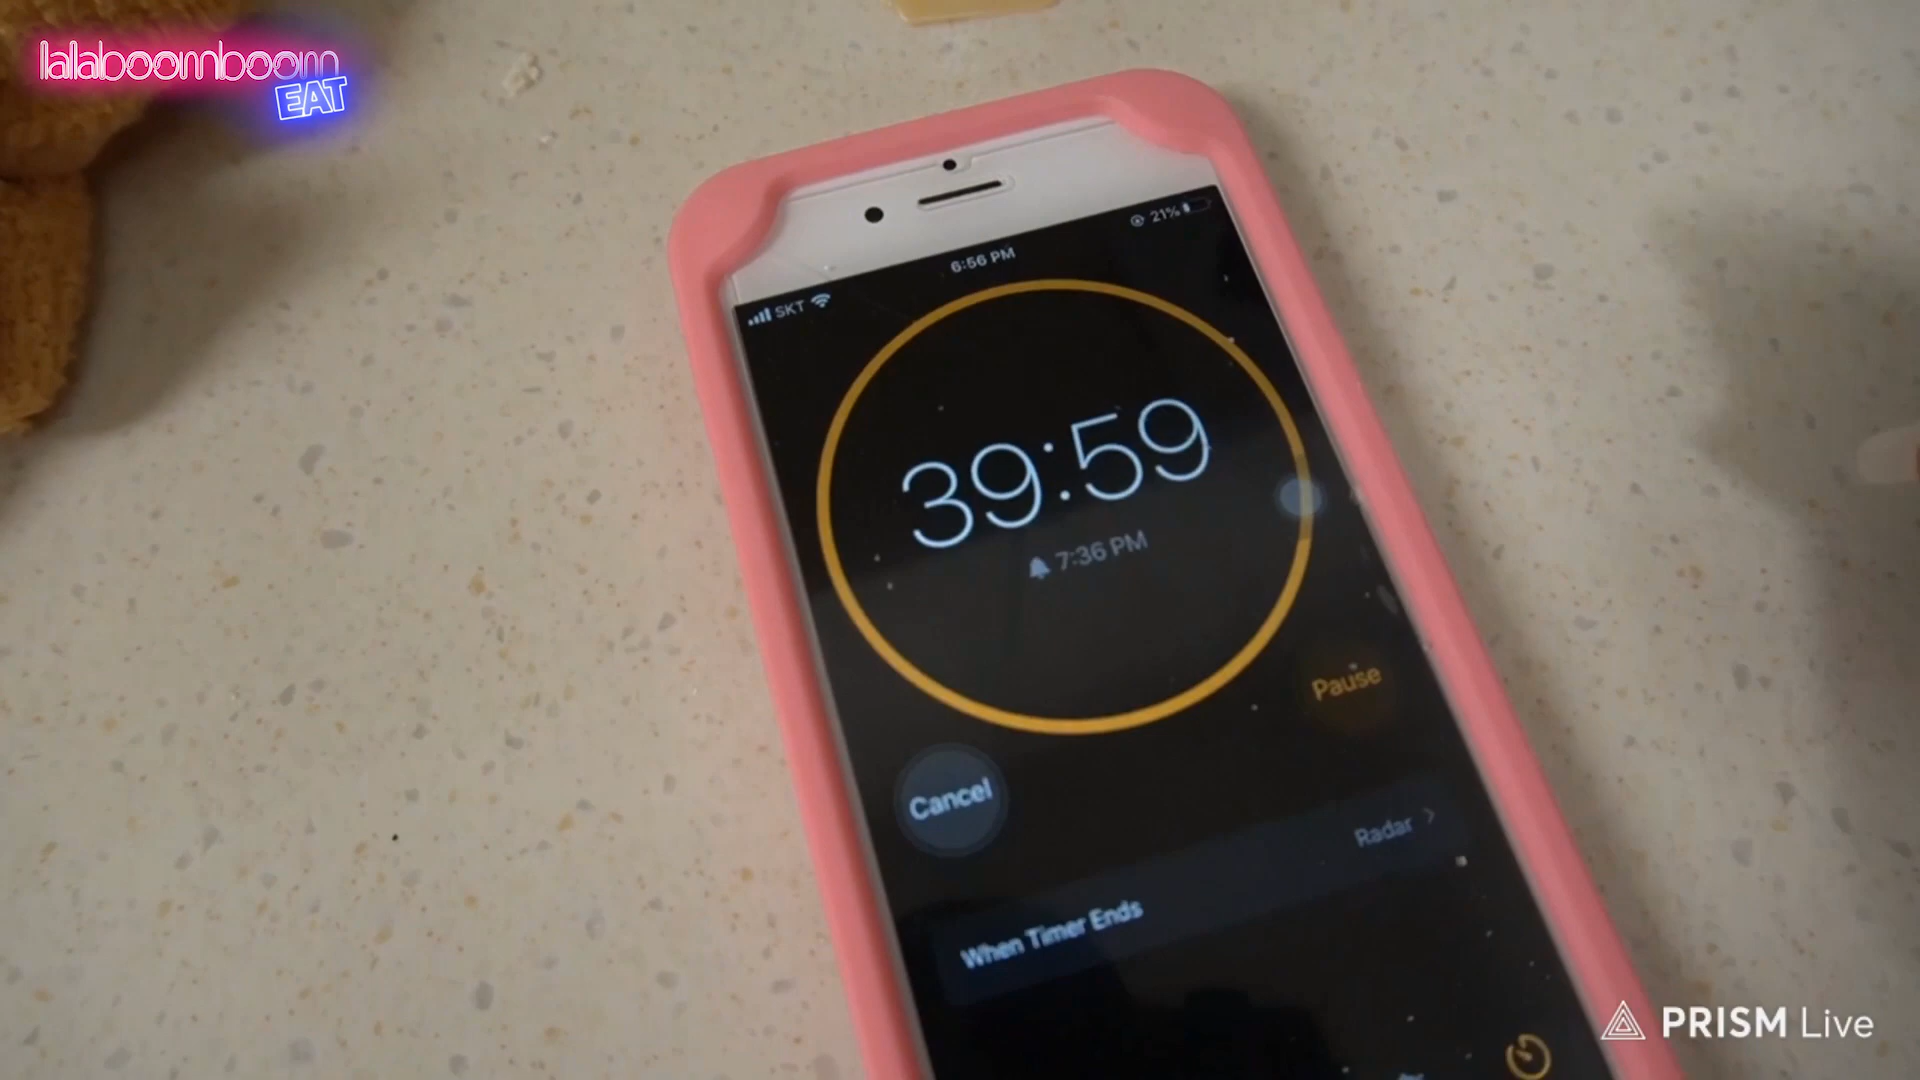 lalaboomboom
EAT
21%
6:56 PM
SKT
39:59
7:36 PM
Pause
Cancel
Radar
When Timer Ends
PRISM Live